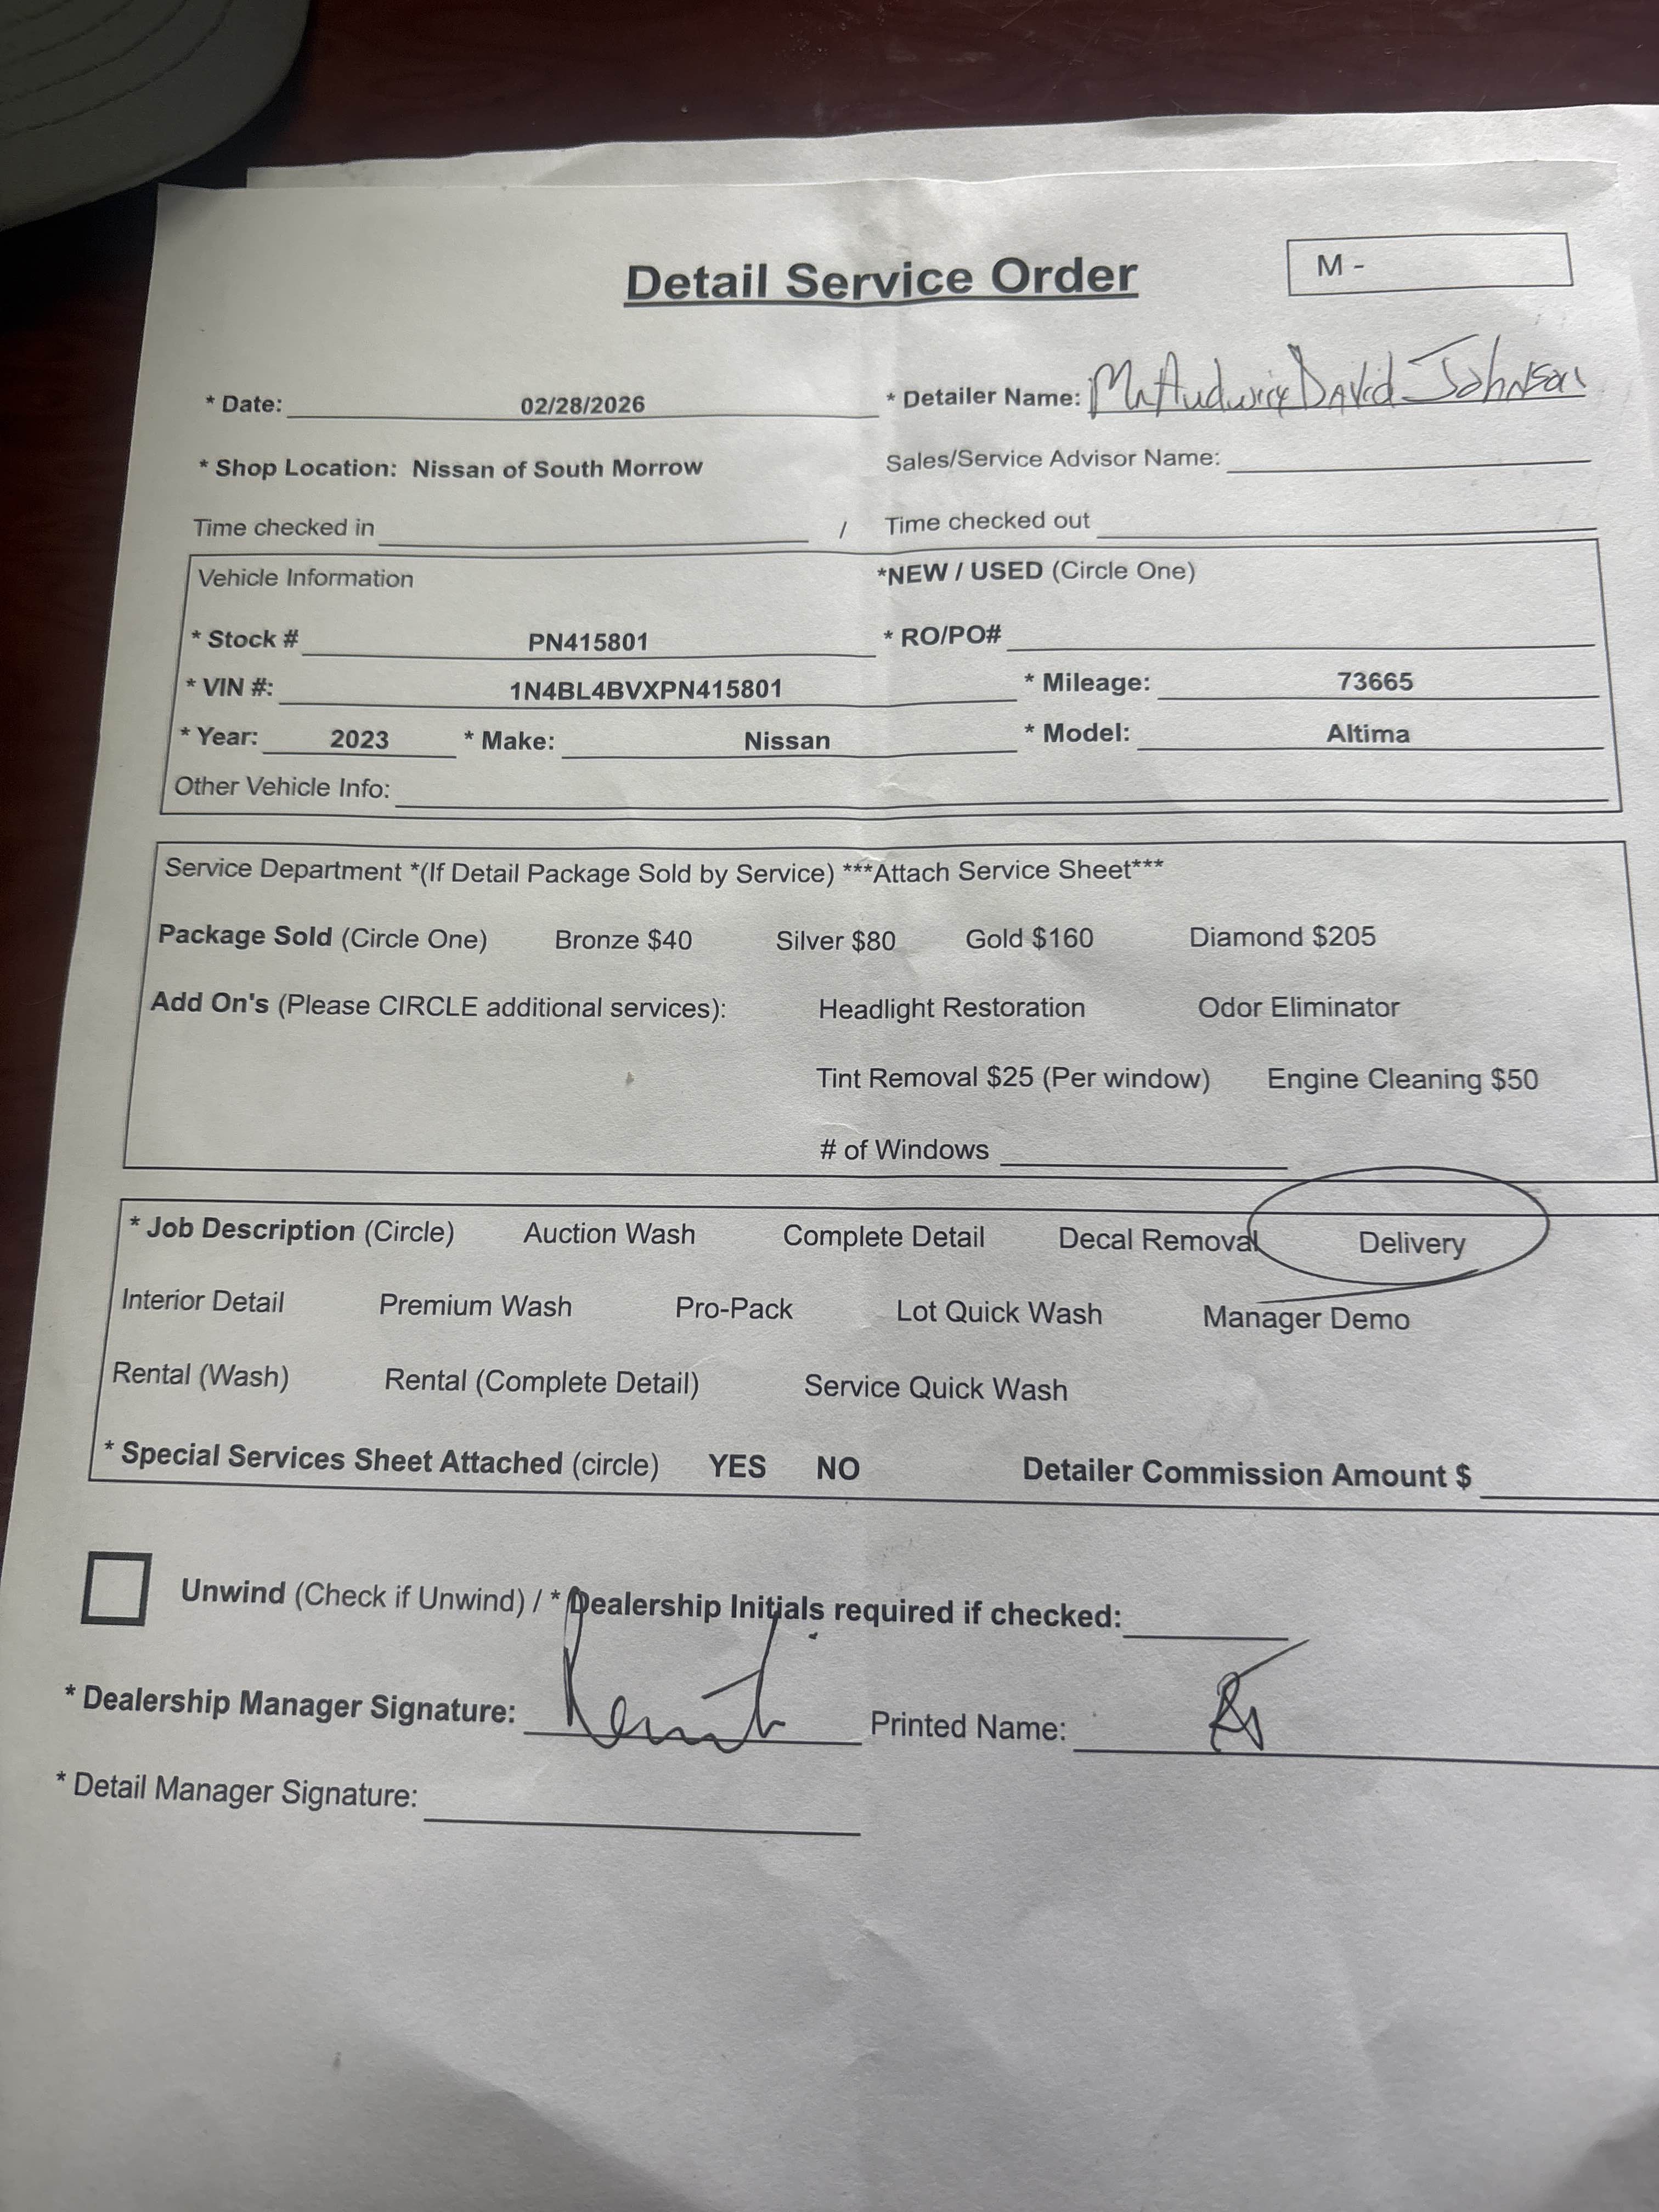 Detail Service Order
M -
* Date: 02/28/2026 * Detailer Name: David Johnson
* Shop Location: Nissan of South Morrow Sales/Service Advisor Name:
Time checked in / Time checked out
Vehicle Information *NEW / USED (Circle One)
* Stock # PN415801 * RO/PO#
* VIN #: 1N4BL4BVXPN415801 * Mileage: 73665
* Year: 2023 * Make: Nissan * Model: Altima
Other Vehicle Info:
Service Department *(If Detail Package Sold by Service) ***Attach Service Sheet***
Package Sold (Circle One) Bronze $40 Silver $80 Gold $160 Diamond $205
Add On's (Please CIRCLE additional services): Headlight Restoration Odor Eliminator
Tint Removal $25 (Per window) Engine Cleaning $50
# of Windows
* Job Description (Circle) Auction Wash Complete Detail Decal Removal Delivery
Interior Detail Premium Wash Pro-Pack Lot Quick Wash Manager Demo
Rental (Wash) Rental (Complete Detail) Service Quick Wash
* Special Services Sheet Attached (circle) YES NO Detailer Commission Amount $
Unwind (Check if Unwind) / * Dealership Initials required if checked:
* Dealership Manager Signature: Printed Name:
* Detail Manager Signature: